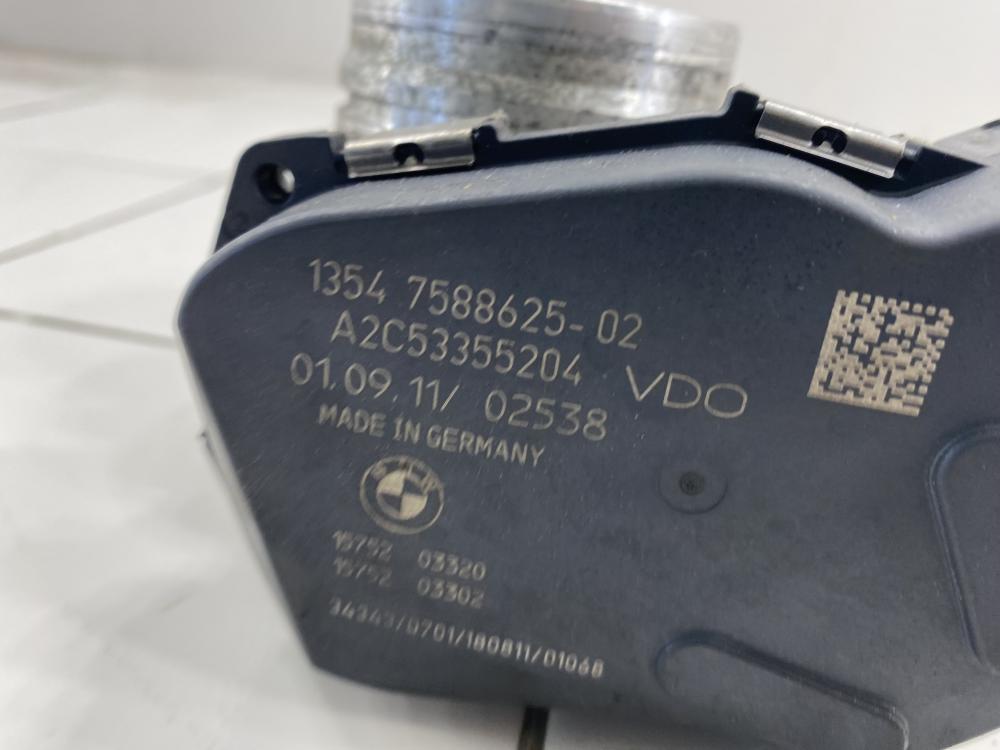 1354 7588625-02
A2C53355204
VDO
01.09.11/ 02538
MADE IN GERMANY
BMW
15752 03320
15752 03302
34343/0701/180811/01068